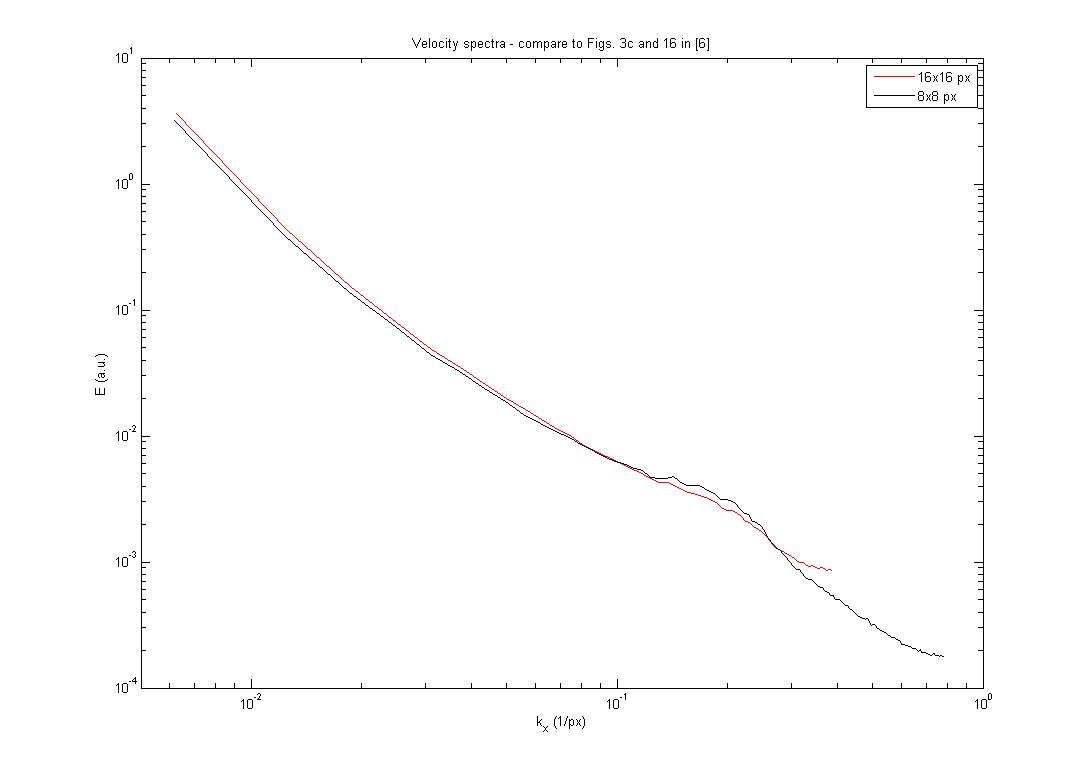 Velocity spectra - compare to Figs. 3c and 16 in [6]
16x16 px
8x8 px
10^1
10^0
10^-1
10^-2
10^-3
10^-4
E (a.u.)
10^-2
10^-1
10^0
k_x (1/px)